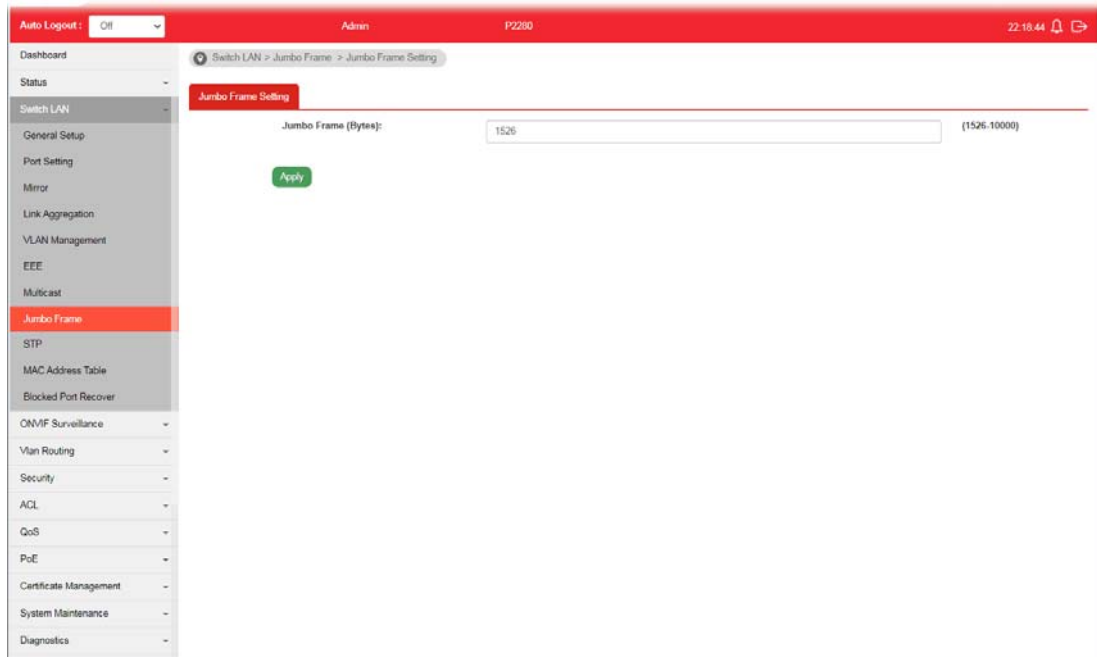 Auto Logout : Off Admin P2280 22:18:44
Dashboard
Switch LAN > Jumbo Frame > Jumbo Frame Setting
Status
Jumbo Frame Setting
Switch LAN
Jumbo Frame (Bytes): 1526 (1526-10000)
General Setup
Port Setting
Apply
Mirror
Link Aggregation
VLAN Management
EEE
Multicast
Jumbo Frame
STP
MAC Address Table
Blocked Port Recover
ONVIF Surveillance
Vlan Routing
Security
ACL
QoS
PoE
Certificate Management
System Maintenance
Diagnostics